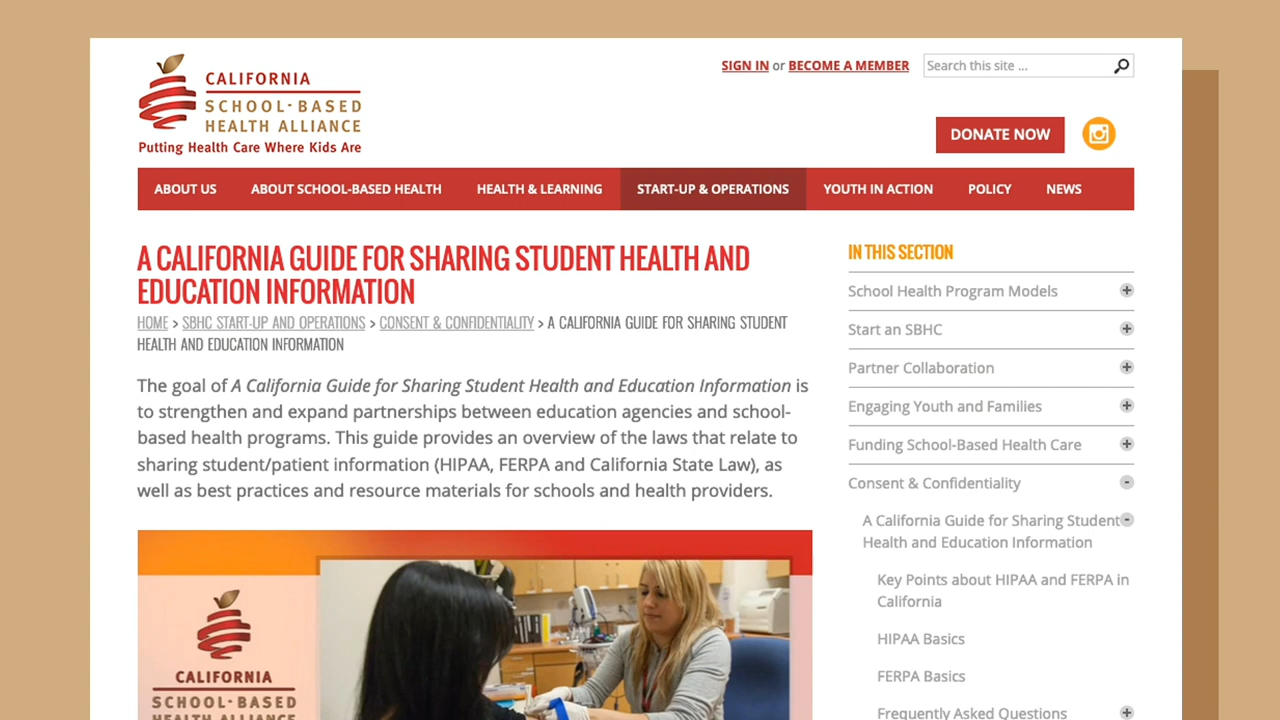 CALIFORNIA
SCHOOL-BASED
HEALTH ALLIANCE
Putting Health Care Where Kids Are
SIGN IN or BECOME A MEMBER
Search this site ...
DONATE NOW
ABOUT US
ABOUT SCHOOL-BASED HEALTH
HEALTH & LEARNING
START-UP & OPERATIONS
YOUTH IN ACTION
POLICY
NEWS
A CALIFORNIA GUIDE FOR SHARING STUDENT HEALTH AND
EDUCATION INFORMATION
HOME > SBHC START-UP AND OPERATIONS > CONSENT & CONFIDENTIALITY > A CALIFORNIA GUIDE FOR SHARING STUDENT
HEALTH AND EDUCATION INFORMATION
The goal of A California Guide for Sharing Student Health and Education Information is
to strengthen and expand partnerships between education agencies and school-
based health programs. This guide provides an overview of the laws that relate to
sharing student/patient information (HIPAA, FERPA and California State Law), as
well as best practices and resource materials for schools and health providers.
CALIFORNIA
SCHOOL-BASED
HEALTH ALLIANCE
IN THIS SECTION
School Health Program Models
Start an SBHC
Partner Collaboration
Engaging Youth and Families
Funding School-Based Health Care
Consent & Confidentiality
A California Guide for Sharing Student
Health and Education Information
Key Points about HIPAA and FERPA in
California
HIPAA Basics
FERPA Basics
Frequently Asked Questions